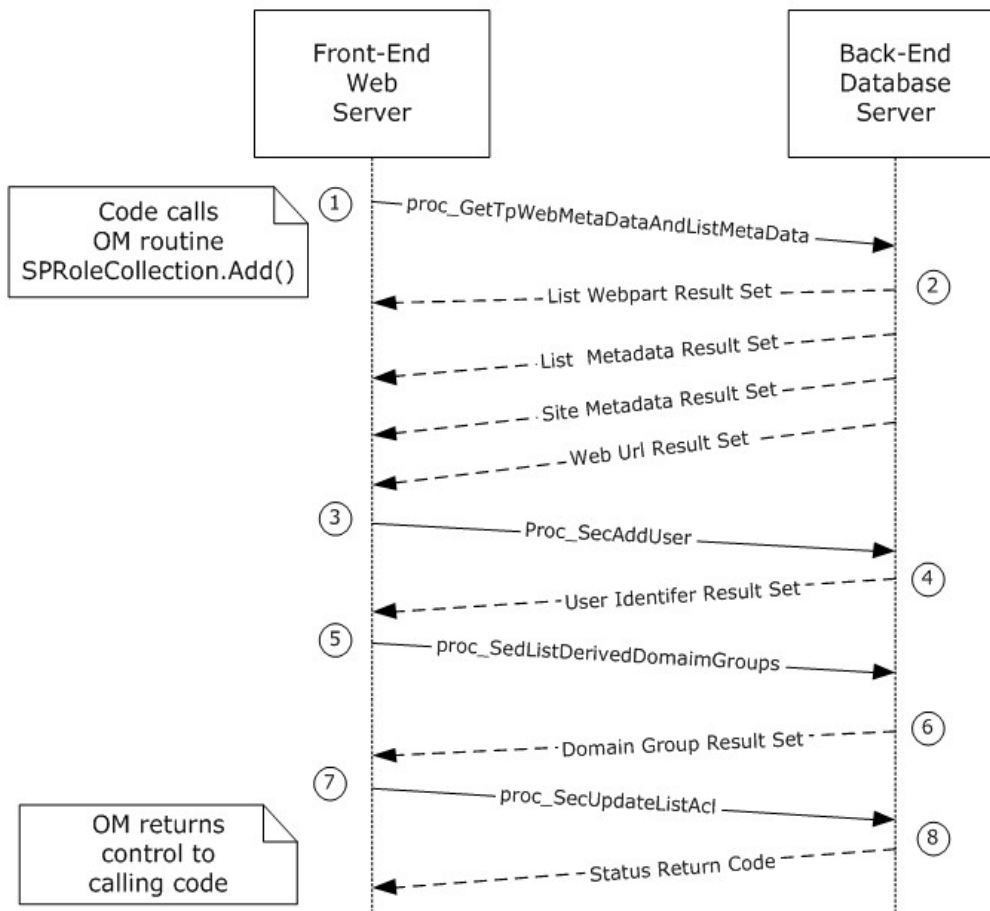 Front-End
Web
Server
Back-End
Database
Server
Code calls
OM routine
SPRoleCollection.Add()
1
proc_GetTpWebMetaDataAndListMetaData
List Webpart Result Set
2
List Metadata Result Set
Site Metadata Result Set
Web Url Result Set
3
Proc_SecAddUser
4
User Identifer Result Set
5
proc_SedListDerivedDomaimGroups
6
Domain Group Result Set
7
proc_SecUpdateListAcl
OM returns
control to
calling code
8
Status Return Code